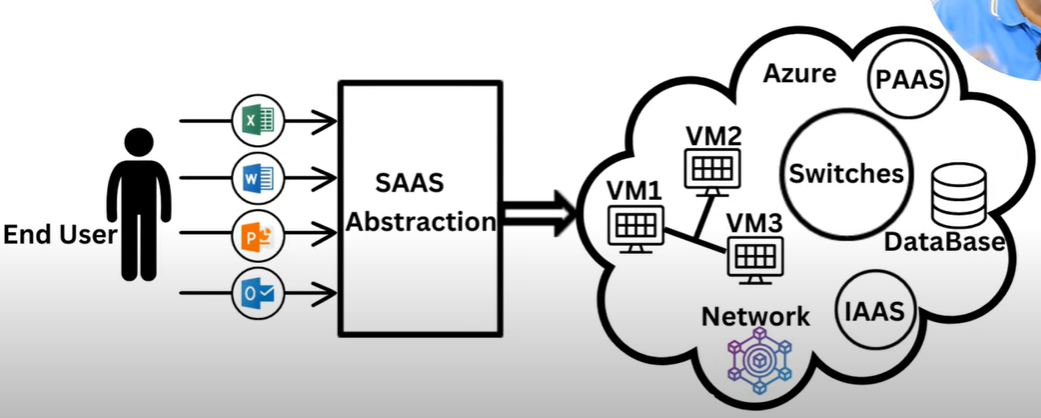 End User
X
W
P
O
SAAS
Abstraction
Azure
PAAS
VM2
Switches
VM1
VM3
DataBase
Network
IAAS